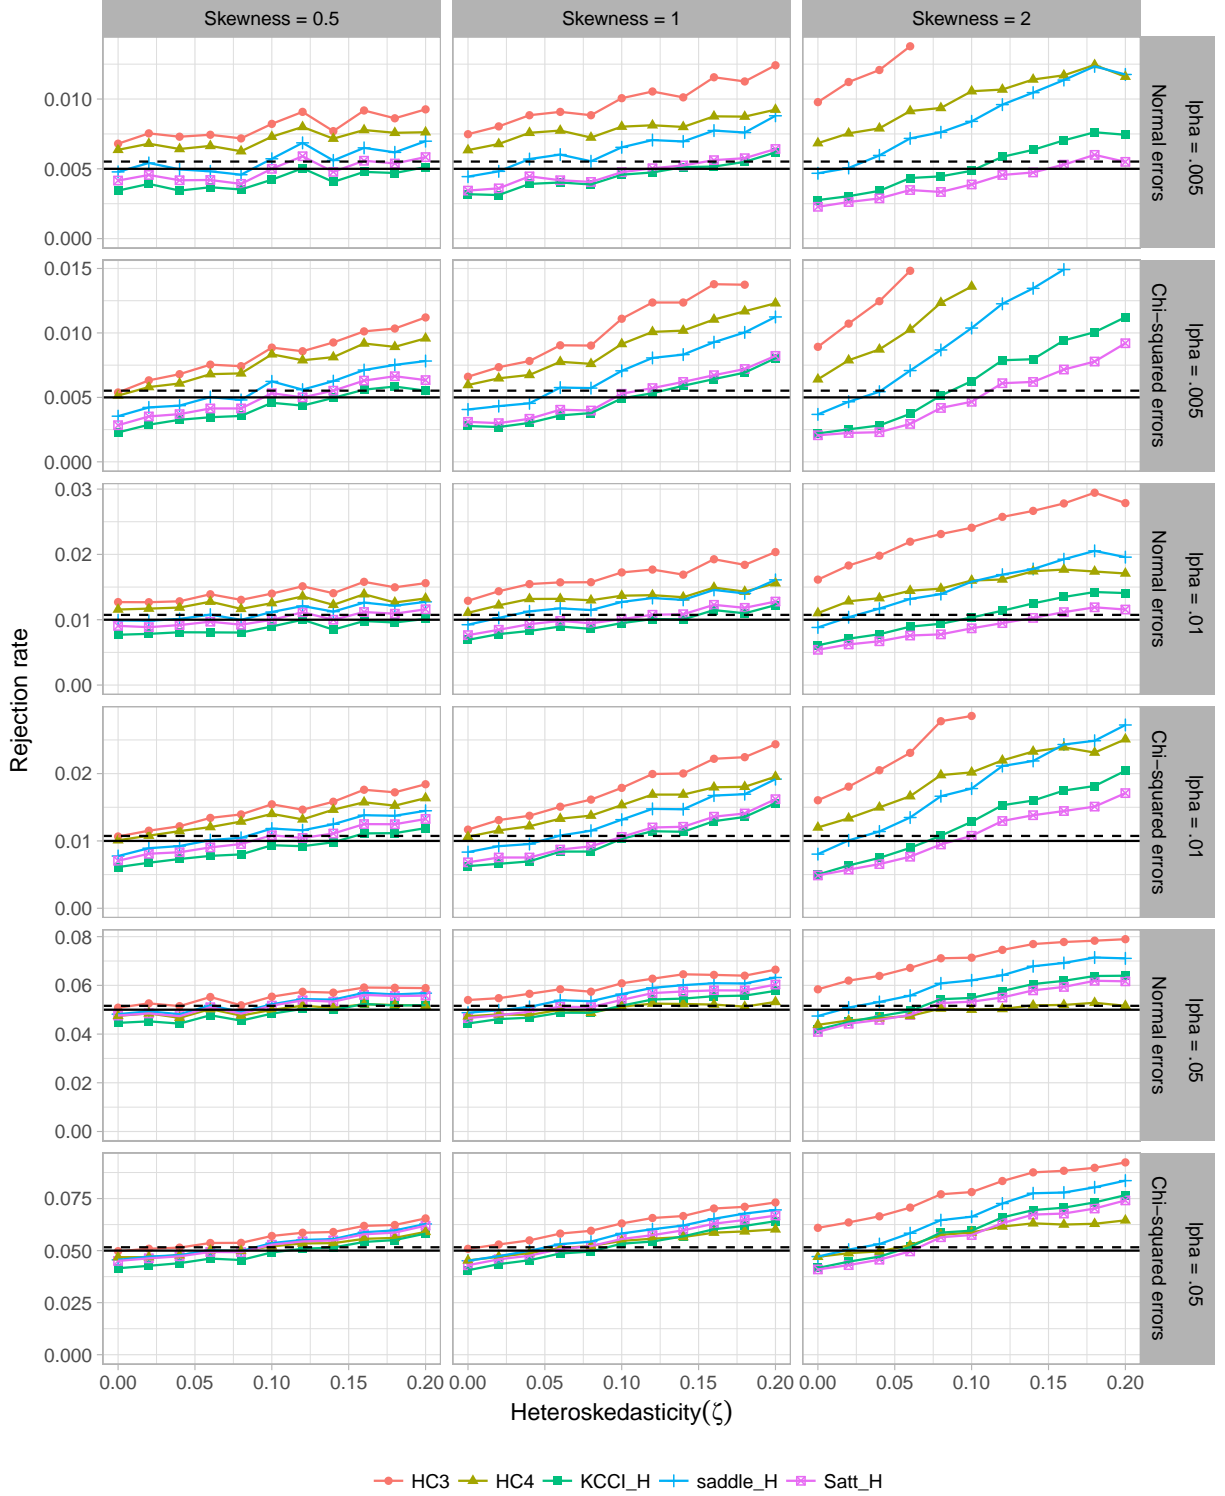 Skewness = 0.5 Skewness = 1 Skewness = 2
0.010
0.005
0.000
lpha = .005
Normal errors
0.015
0.010
0.005
0.000
lpha = .005
Chi−squared errors
0.03
0.02
0.01
0.00
lpha = .01
Normal errors
0.02
0.01
0.00
lpha = .01
Chi−squared errors
0.08
0.06
0.04
0.02
0.00
lpha = .05
Normal errors
0.075
0.050
0.025
0.000
lpha = .05
Chi−squared errors
Rejection rate
0.00 0.05 0.10 0.15 0.20 0.00 0.05 0.10 0.15 0.20 0.00 0.05 0.10 0.15 0.20
Heteroskedasticity(ζ)
HC3 HC4 KCCI_H saddle_H Satt_H